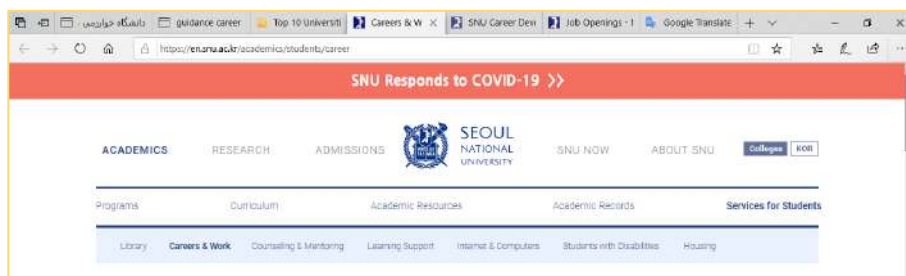 دانشگاه خوارزمی guidance career Top 10 Universiti Careers & W SNU Career Dev Job Openings - 1 Google Translate
https://en.snu.ac.kr/academics/students/career
SNU Responds to COVID-19 >>
ACADEMICS RESEARCH ADMISSIONS SEOUL NATIONAL UNIVERSITY SNU NOW ABOUT SNU Colleges KOR
Programs Curriculum Academic Resources Academic Records Services for Students
Library Careers & Work Counseling & Mentoring Learning Support Internet & Computers Students with Disabilities Housing